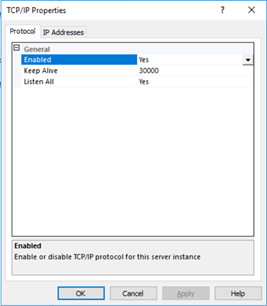 TCP/IP Properties
? ×
Protocol IP Addresses
General
Enabled Yes
Keep Alive 30000
Listen All Yes
Enabled
Enable or disable TCP/IP protocol for this server instance
OK Cancel Apply Help